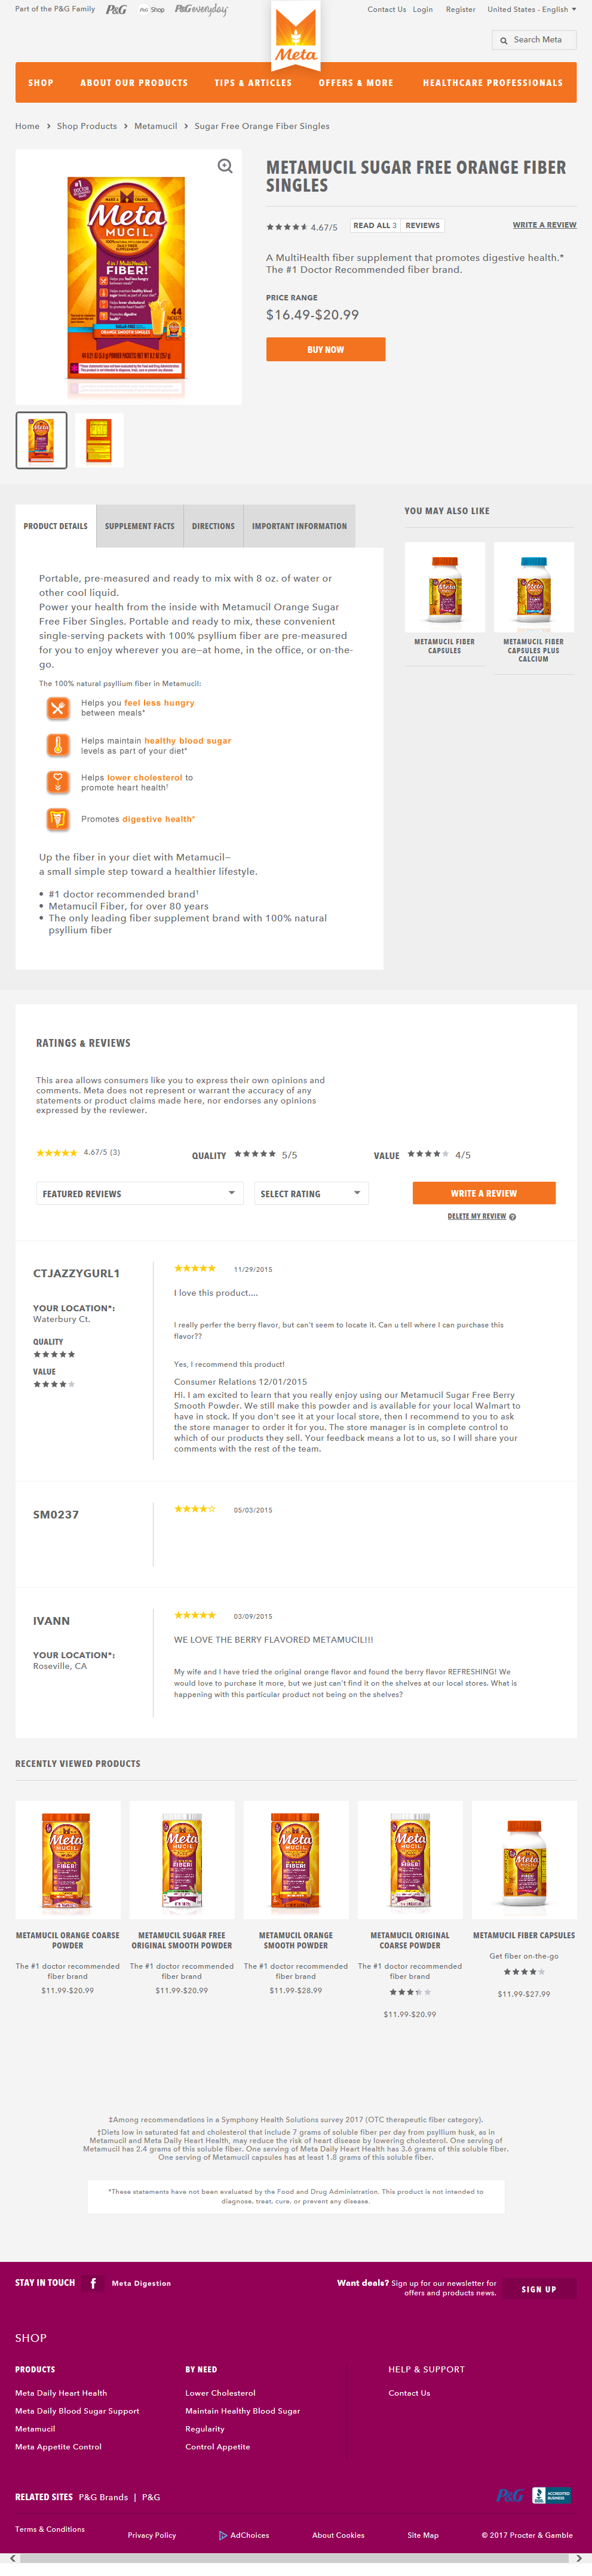 Part of the P&G Family P&G P&G Shop P&G everyday
Contact Us Login Register United States - English
Meta
Search Meta
SHOP ABOUT OUR PRODUCTS TIPS & ARTICLES OFFERS & MORE HEALTHCARE PROFESSIONALS
Home > Shop Products > Metamucil > Sugar Free Orange Fiber Singles
METAMUCIL SUGAR FREE ORANGE FIBER
SINGLES
4.67/5 READ ALL 3 REVIEWS WRITE A REVIEW
A MultiHealth fiber supplement that promotes digestive health.*
The #1 Doctor Recommended fiber brand.
PRICE RANGE
$16.49-$20.99
BUY NOW
Meta
MUCIL
4 in 1 MultiHealth
FIBER!
44
PACKETS
SUGAR-FREE
ORANGE SMOOTH SINGLES
PRODUCT DETAILS SUPPLEMENT FACTS DIRECTIONS IMPORTANT INFORMATION
Portable, pre-measured and ready to mix with 8 oz. of water or
other cool liquid.
Power your health from the inside with Metamucil Orange Sugar
Free Fiber Singles. Portable and ready to mix, these convenient
single-serving packets with 100% psyllium fiber are pre-measured
for you to enjoy wherever you are—at home, in the office, or on-the-
go.
The 100% natural psyllium fiber in Metamucil:
Helps you feel less hungry
between meals*
Helps maintain healthy blood sugar
levels as part of your diet*
Helps lower cholesterol to
promote heart health†
Promotes digestive health*
Up the fiber in your diet with Metamucil—
a small simple step toward a healthier lifestyle.
• #1 doctor recommended brand‡
• Metamucil Fiber, for over 80 years
• The only leading fiber supplement brand with 100% natural
psyllium fiber
YOU MAY ALSO LIKE
METAMUCIL FIBER
CAPSULES
METAMUCIL FIBER
CAPSULES PLUS
CALCIUM
RATINGS & REVIEWS
This area allows consumers like you to express their own opinions and
comments. Meta does not represent or warrant the accuracy of any
statements or product claims made here, nor endorses any opinions
expressed by the reviewer.
4.67/5 (3) QUALITY 5/5 VALUE 4/5
FEATURED REVIEWS SELECT RATING WRITE A REVIEW
DELETE MY REVIEW ?
CTJAZZYGURL1
YOUR LOCATION*:
Waterbury Ct.
QUALITY
VALUE
11/29/2015
I love this product....
I really perfer the berry flavor, but can't seem to locate it. Can u tell where I can purchase this
flavor??
Yes, I recommend this product!
Consumer Relations 12/01/2015
Hi. I am excited to learn that you really enjoy using our Metamucil Sugar Free Berry
Smooth Powder. We still make this powder and is available for your local Walmart to
have in stock. If you don't see it at your local store, then I recommend to you to ask
the store manager to order it for you. The store manager is in complete control to
which of our products they sell. Your feedback means a lot to us, so I will share your
comments with the rest of the team.
SM0237
05/03/2015
IVANN
YOUR LOCATION*:
Roseville, CA
03/09/2015
WE LOVE THE BERRY FLAVORED METAMUCIL!!!
My wife and I have tried the original orange flavor and found the berry flavor REFRESHING! We
would love to purchase it more, but we just can't find it on the shelves at our local stores. What is
happening with this particular product not being on the shelves?
RECENTLY VIEWED PRODUCTS
METAMUCIL ORANGE COARSE
POWDER
The #1 doctor recommended
fiber brand
$11.99-$20.99
METAMUCIL SUGAR FREE
ORIGINAL SMOOTH POWDER
The #1 doctor recommended
fiber brand
$11.99-$20.99
METAMUCIL ORANGE
SMOOTH POWDER
The #1 doctor recommended
fiber brand
$11.99-$28.99
METAMUCIL ORIGINAL
COARSE POWDER
The #1 doctor recommended
fiber brand
$11.99-$20.99
METAMUCIL FIBER CAPSULES
Get fiber on-the-go
$11.99-$27.99
‡Among recommendations in a Symphony Health Solutions survey 2017 (OTC therapeutic fiber category).
†Diets low in saturated fat and cholesterol that include 7 grams of soluble fiber per day from psyllium husk, as in
Metamucil and Meta Daily Heart Health, may reduce the risk of heart disease by lowering cholesterol. One serving of
Metamucil has 2.4 grams of this soluble fiber. One serving of Meta Daily Heart Health has 3.6 grams of this soluble fiber.
One serving of Metamucil capsules has at least 1.8 grams of this soluble fiber.
*These statements have not been evaluated by the Food and Drug Administration. This product is not intended to
diagnose, treat, cure, or prevent any disease.
STAY IN TOUCH f Meta Digestion
Want deals? Sign up for our newsletter for
offers and products news.
SIGN UP
SHOP
PRODUCTS
Meta Daily Heart Health
Meta Daily Blood Sugar Support
Metamucil
Meta Appetite Control
BY NEED
Lower Cholesterol
Maintain Healthy Blood Sugar
Regularity
Control Appetite
HELP & SUPPORT
Contact Us
RELATED SITES P&G Brands | P&G
P&G BBB ACCREDITED BUSINESS
Terms & Conditions Privacy Policy AdChoices About Cookies Site Map © 2017 Procter & Gamble